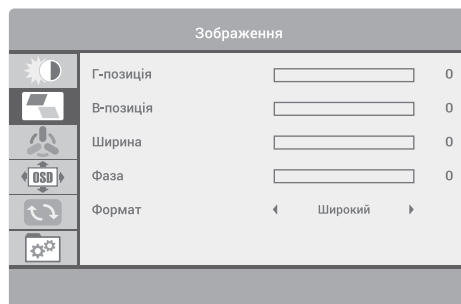 Зображення
Г-позиція 0
В-позиція 0
Ширина 0
Фаза 0
Формат Широкий
OSD